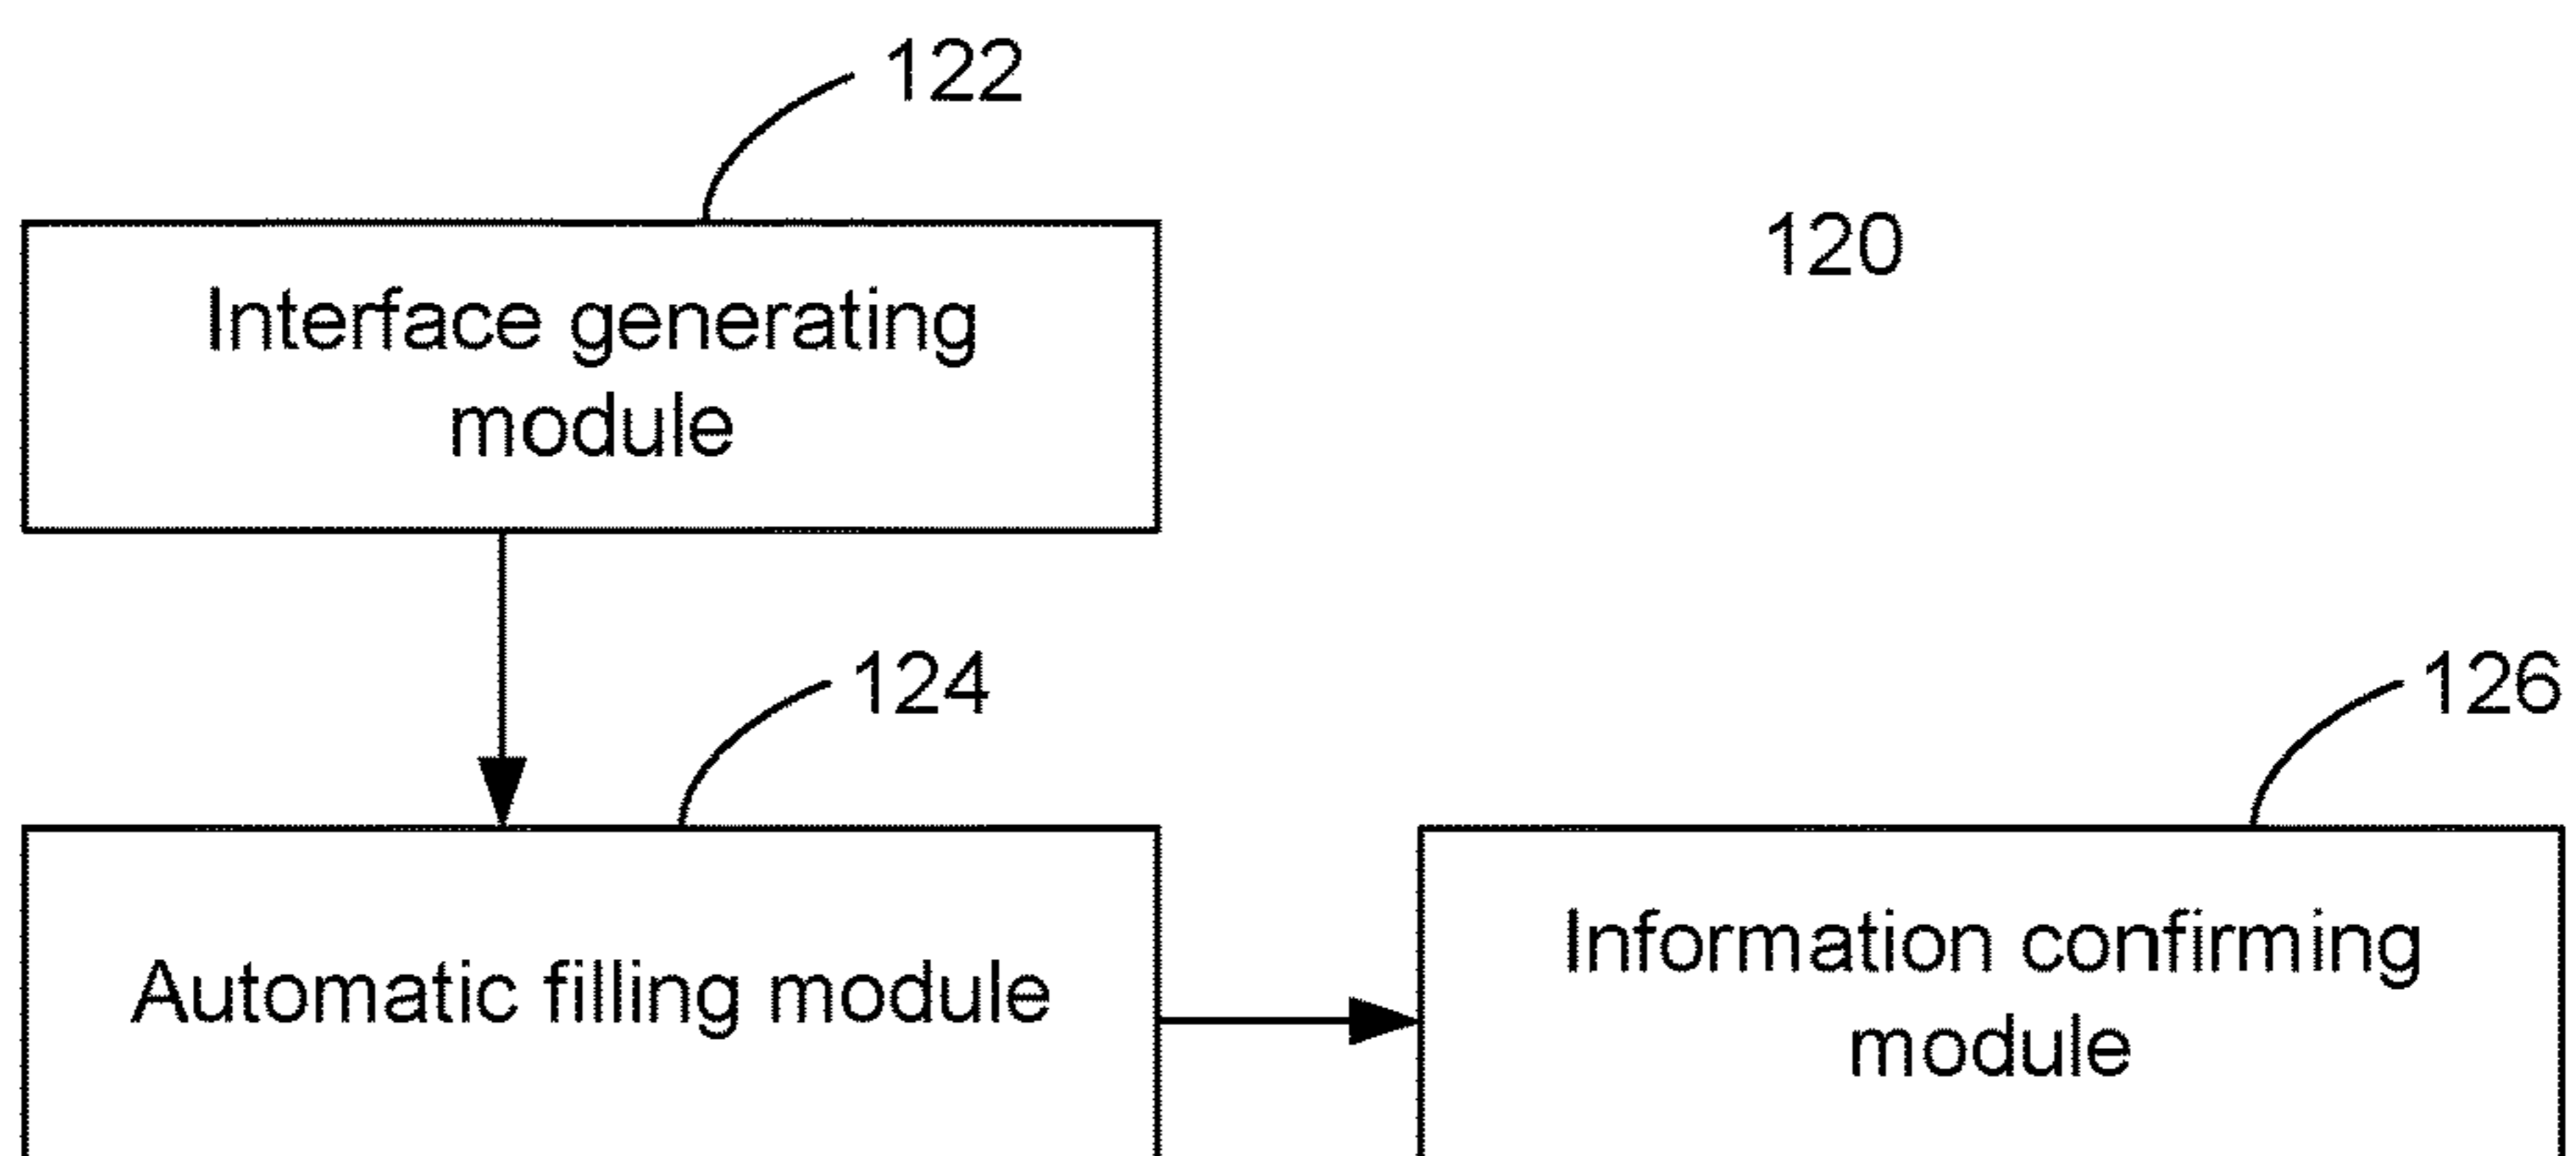 122
Interface generating
module
120
124
Automatic filling module
126
Information confirming
module